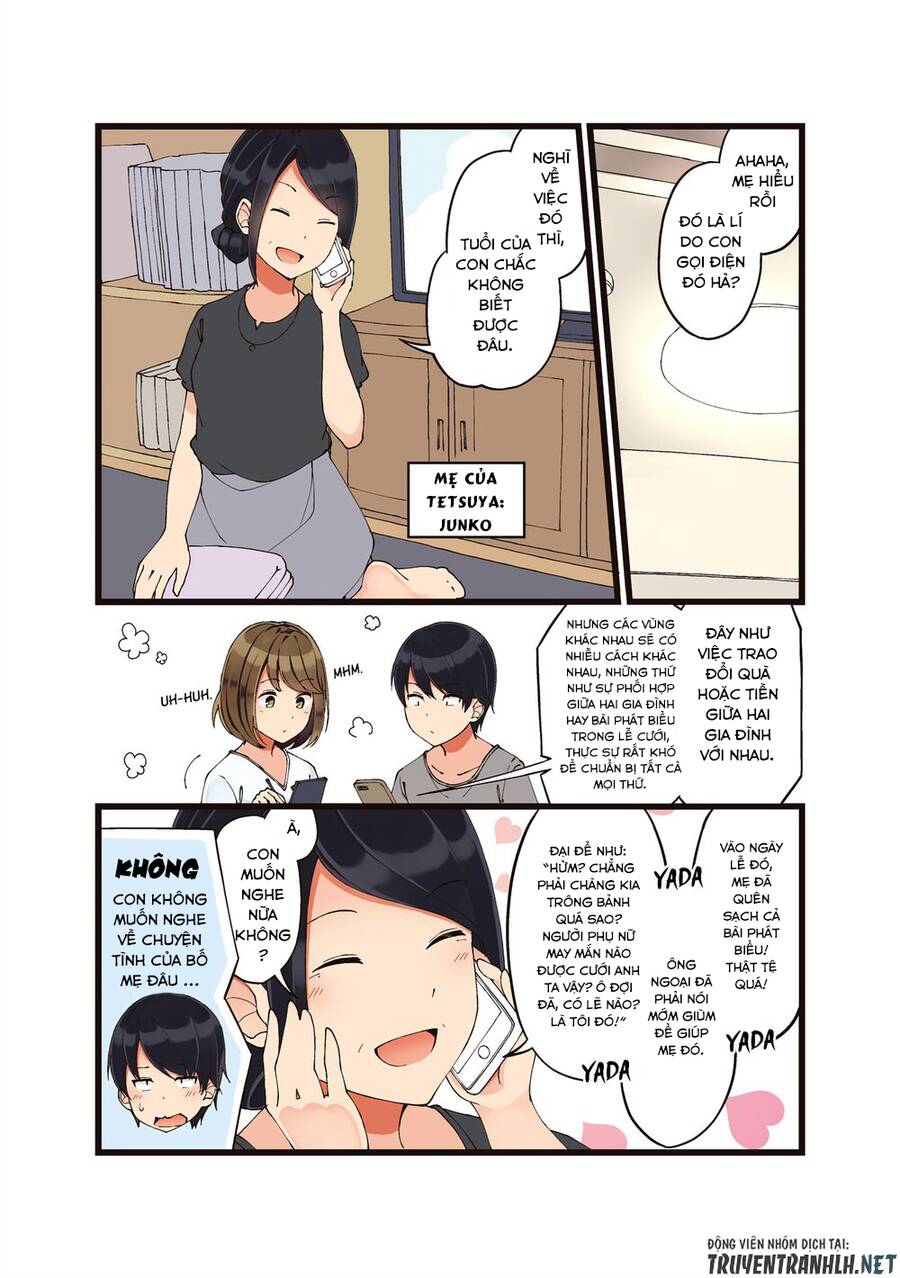 AHAHA,
MẸ HIỂU
RỒI
ĐÓ LÀ LÍ
DO CON
GỌI ĐIỆN
ĐÓ HẢ?
NGHĨ
VỀ
VIỆC
ĐÓ
THÌ,
TUỔI CỦA
CON CHẮC
KHÔNG
BIẾT
ĐƯỢC
ĐÂU.
MẸ CỦA
TETSUYA:
JUNKO
ĐÂY NHƯ
VIỆC TRAO
ĐỔI QUÀ
HOẶC TIỀN
GIỮA HAI
GIA ĐÌNH
VỚI NHAU.
NHƯNG CÁC VÙNG
KHÁC NHAU SẼ CÓ
NHIỀU CÁCH KHÁC
NHAU, NHỮNG THỨ
NHƯ SỰ PHỐI HỢP
GIỮA HAI GIA ĐÌNH
HAY BÀI PHÁT BIỂU
TRONG LỄ CƯỚI,
THỰC SỰ RẤT KHÓ
ĐỂ CHUẨN BỊ TẤT CẢ
MỌI THỨ.
MHM.
UH-HUH.
VÀO NGÀY
LỄ ĐÓ,
MẸ ĐÃ
QUÊN
SẠCH CẢ
BÀI PHÁT
BIỂU!
THẬT TỆ
QUÁ!
YADA
YADA
ÔNG
NGOẠI ĐÃ
PHẢI NÓI
MỚM GIÙM
ĐỂ GIÚP
MẸ ĐÓ.
YADA
ĐẠI ĐỂ NHƯ:
"HỬM? CHẲNG
PHẢI CHÀNG KIA
TRÔNG BẢNH
QUÁ SAO?
NGƯỜI PHỤ NỮ
MAY MẮN NÀO
ĐƯỢC CƯỚI ANH
TA VẬY? Ô ĐỢI
ĐÃ, CÓ LẼ NÀO?
LÀ TÔI ĐÓ!"
À,
CON
MUỐN
NGHE
NỮA
KHÔNG
?
KHÔNG
CON KHÔNG
MUỐN NGHE
VỀ CHUYỆN
TÌNH CỦA BỐ
MẸ ĐÂU ...
ĐỘNG VIÊN NHÓM DỊCH TẠI:
TRUYENTRANHLH.NET